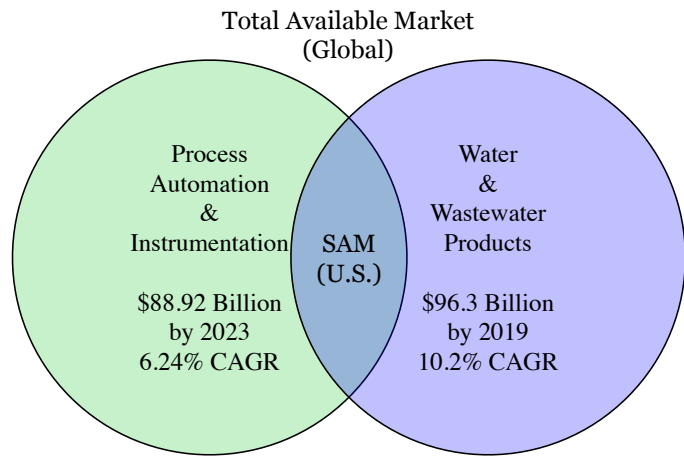 Total Available Market
(Global)
Process
Automation
&
Instrumentation
$88.92 Billion
by 2023
6.24% CAGR
SAM
(U.S.)
Water
&
Wastewater
Products
$96.3 Billion
by 2019
10.2% CAGR